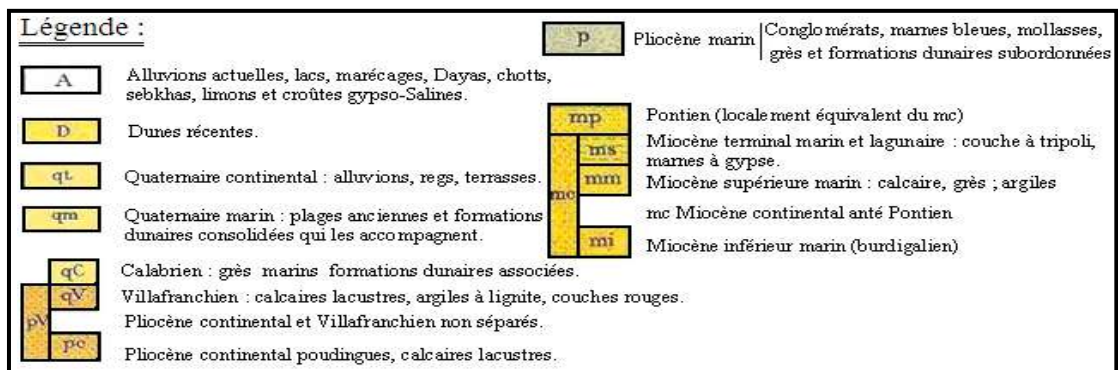 Légende :
A
Alluvions actuelles, lacs, marécages, Dayas, chotts,
sebkhas, limons et croûtes gypso-Salines.
D
Dunes récentes.
qt
Quaternaire continental : alluvions, regs, terrasses.
qm
Quaternaire marin : plages anciennes et formations
dunaires consolidées qui les accompagnent.
qC
Calabrien : grès marins formations dunaires associées.
qV
Villafranchien : calcaires lacustres, argiles à lignite, couches rouges.
pV
Pliocène continental et Villafranchien non séparés.
pc
Pliocène continental poudingues, calcaires lacustres.
p
Pliocène marin
Conglomérats, marnes bleues, mollasses,
grès et formations dunaires subordonnées
mp
Pontien (localement équivalent du mc)
ms
Miocène terminal marin et lagunaire : couche à tripoli,
marnes à gypse.
mm
Miocène supérieure marin : calcaire, grès ; argiles
mc
mc Miocène continental anté Pontien
mi
Miocène inférieur marin (burdigalien)